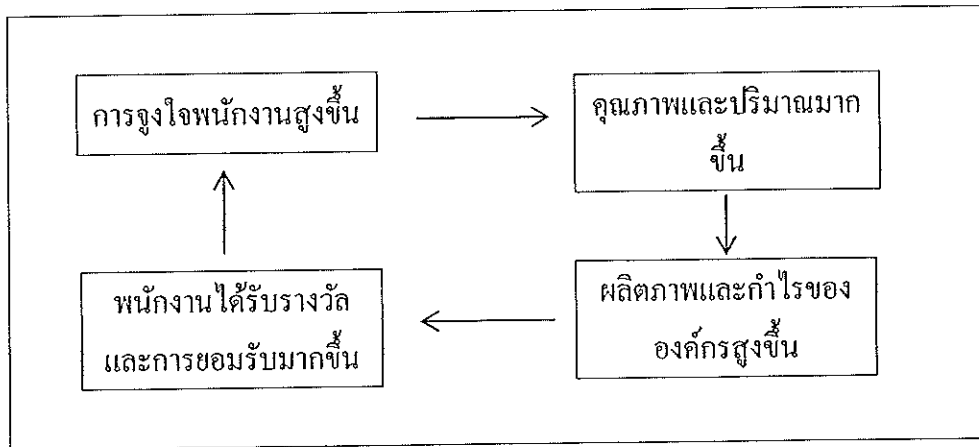 การจูงใจพนักงานสูงขึ้น
คุณภาพและปริมาณมาก
ขึ้น
ผลิตภาพและกำไรของ
องค์กรสูงขึ้น
พนักงานได้รับรางวัล
และการยอมรับมากขึ้น